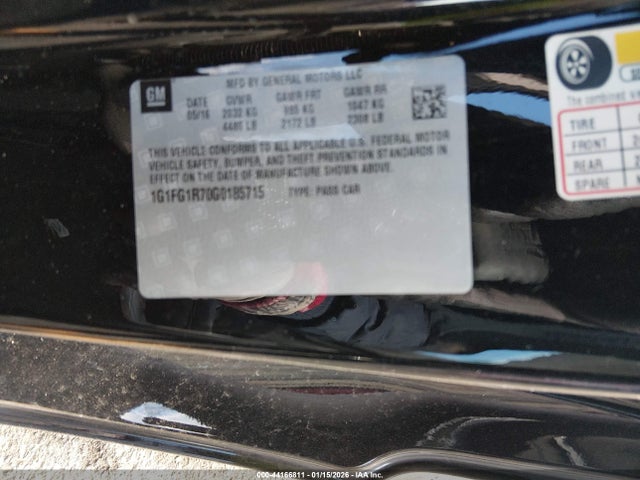 GM
MFD BY GENERAL MOTORS LLC
DATE GVWR GAWR FRT GAWR RR
05/16 2032 KG 985 KG 1047 KG
4480 LB 2172 LB 2308 LB
THIS VEHICLE CONFORMS TO ALL APPLICABLE U.S. FEDERAL MOTOR
VEHICLE SAFETY, BUMPER, AND THEFT PREVENTION STANDARDS IN
EFFECT ON THE DATE OF MANUFACTURE SHOWN ABOVE.
1G1FG1R70G0185715 TYPE: PASS CAR
The combined
TIRE
FRONT
REAR
SPARE
000-44166811 - 01/15/2026 - © IAA Inc.